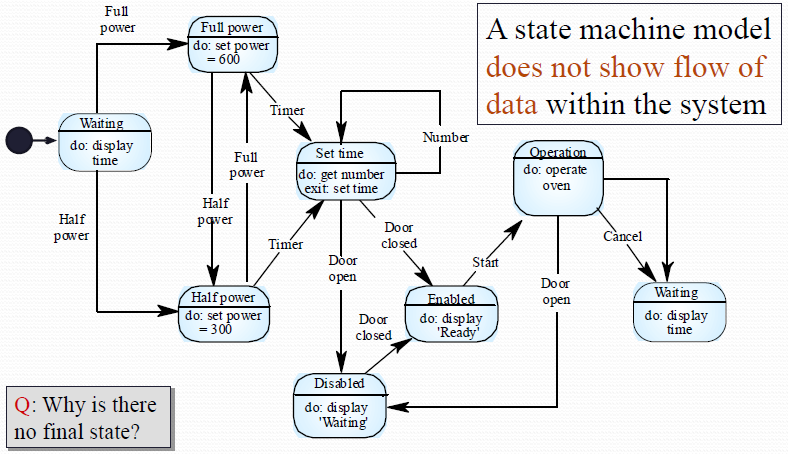 Full
power
Full power
do: set power
= 600
A state machine model
does not show flow of
data within the system
Timer
Number
Waiting
do: display
time
Full
power
Set time
do: get number
exit: set time
Operation
do: operate
oven
Half
power
Half
power
Timer
Door
closed
Door
open
Start
Cancel
Door
open
Half power
do: set power
= 300
Door
closed
Enabled
do: display
'Ready'
Waiting
do: display
time
Disabled
do: display
'Waiting'
Q: Why is there
no final state?